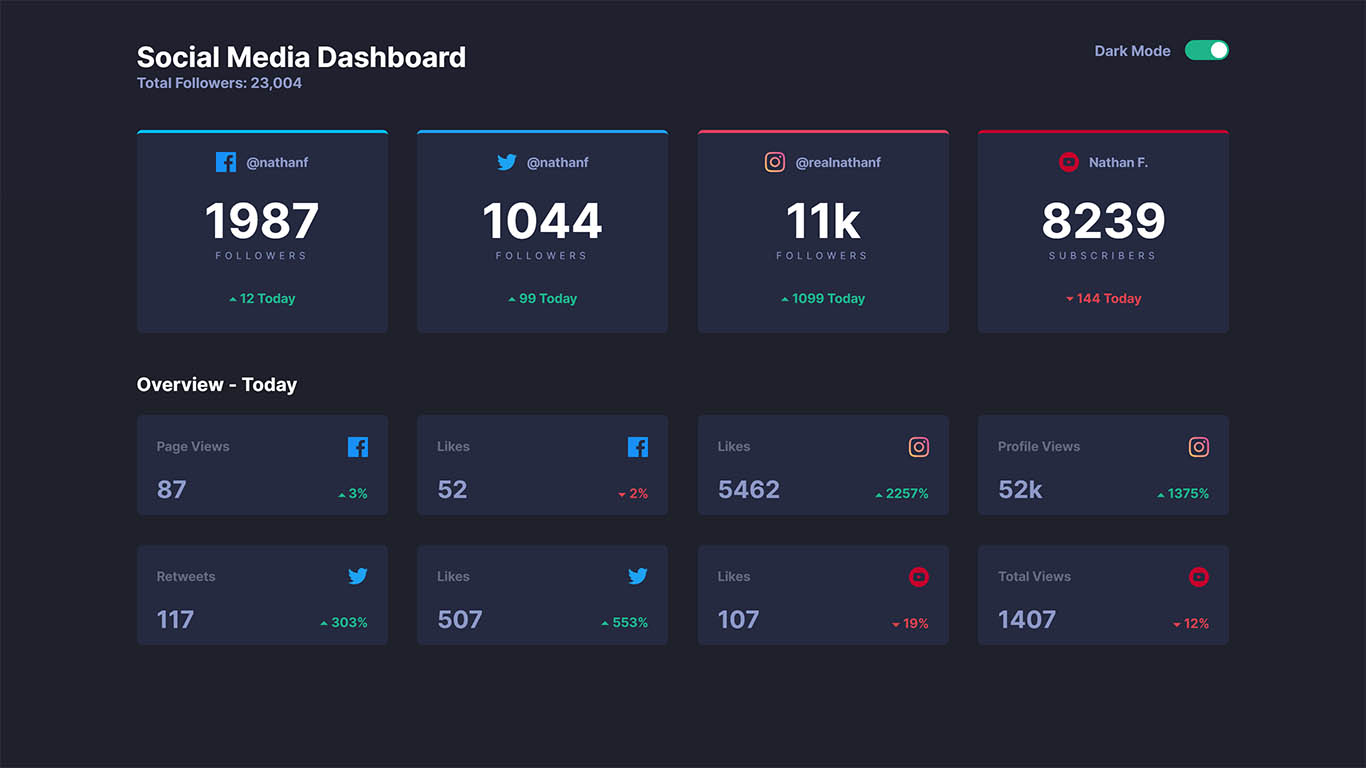 Social Media Dashboard
Dark Mode
Total Followers: 23,004
@nathanf
1987
FOLLOWERS
12 Today
@nathanf
1044
FOLLOWERS
99 Today
@realnathanf
11k
FOLLOWERS
1099 Today
Nathan F.
8239
SUBSCRIBERS
144 Today
Overview - Today
Page Views
87
3%
Likes
52
2%
Likes
5462
2257%
Profile Views
52k
1375%
Retweets
117
303%
Likes
507
553%
Likes
107
19%
Total Views
1407
12%